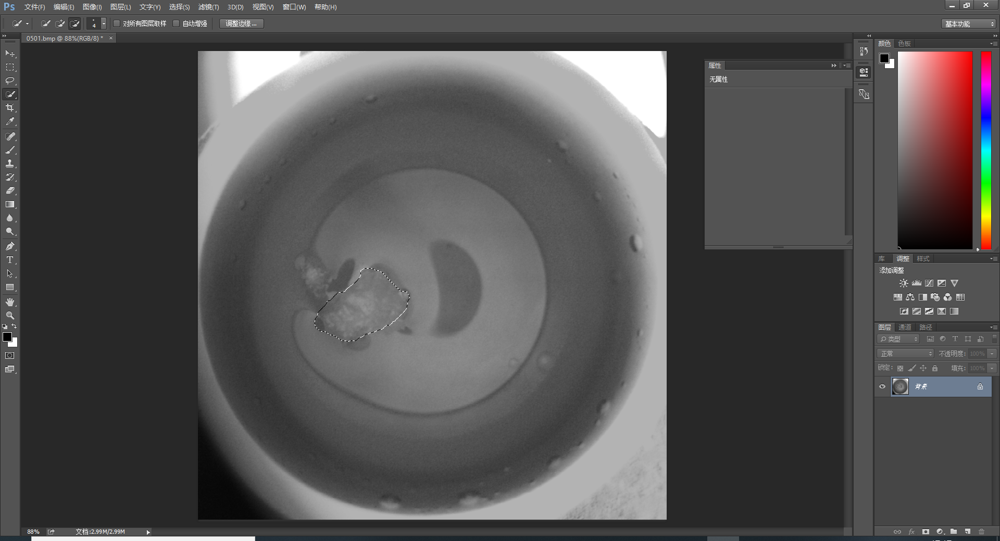 Ps 文件(F) 编辑(E) 图像(I) 图层(L) 文字(Y) 选择(S) 滤镜(T) 3D(D) 视图(V) 窗口(W) 帮助(H)
4 对所有图层取样 自动增强 调整边缘... 基本功能
0501.bmp @ 88%(RGB/8) * ×
颜色 色板
属性
无属性
库 调整 样式
添加调整
图层 通道 路径
类型
正常 不透明度: 100%
锁定: 填充: 100%
背景
88% 文档:2.99M/2.99M